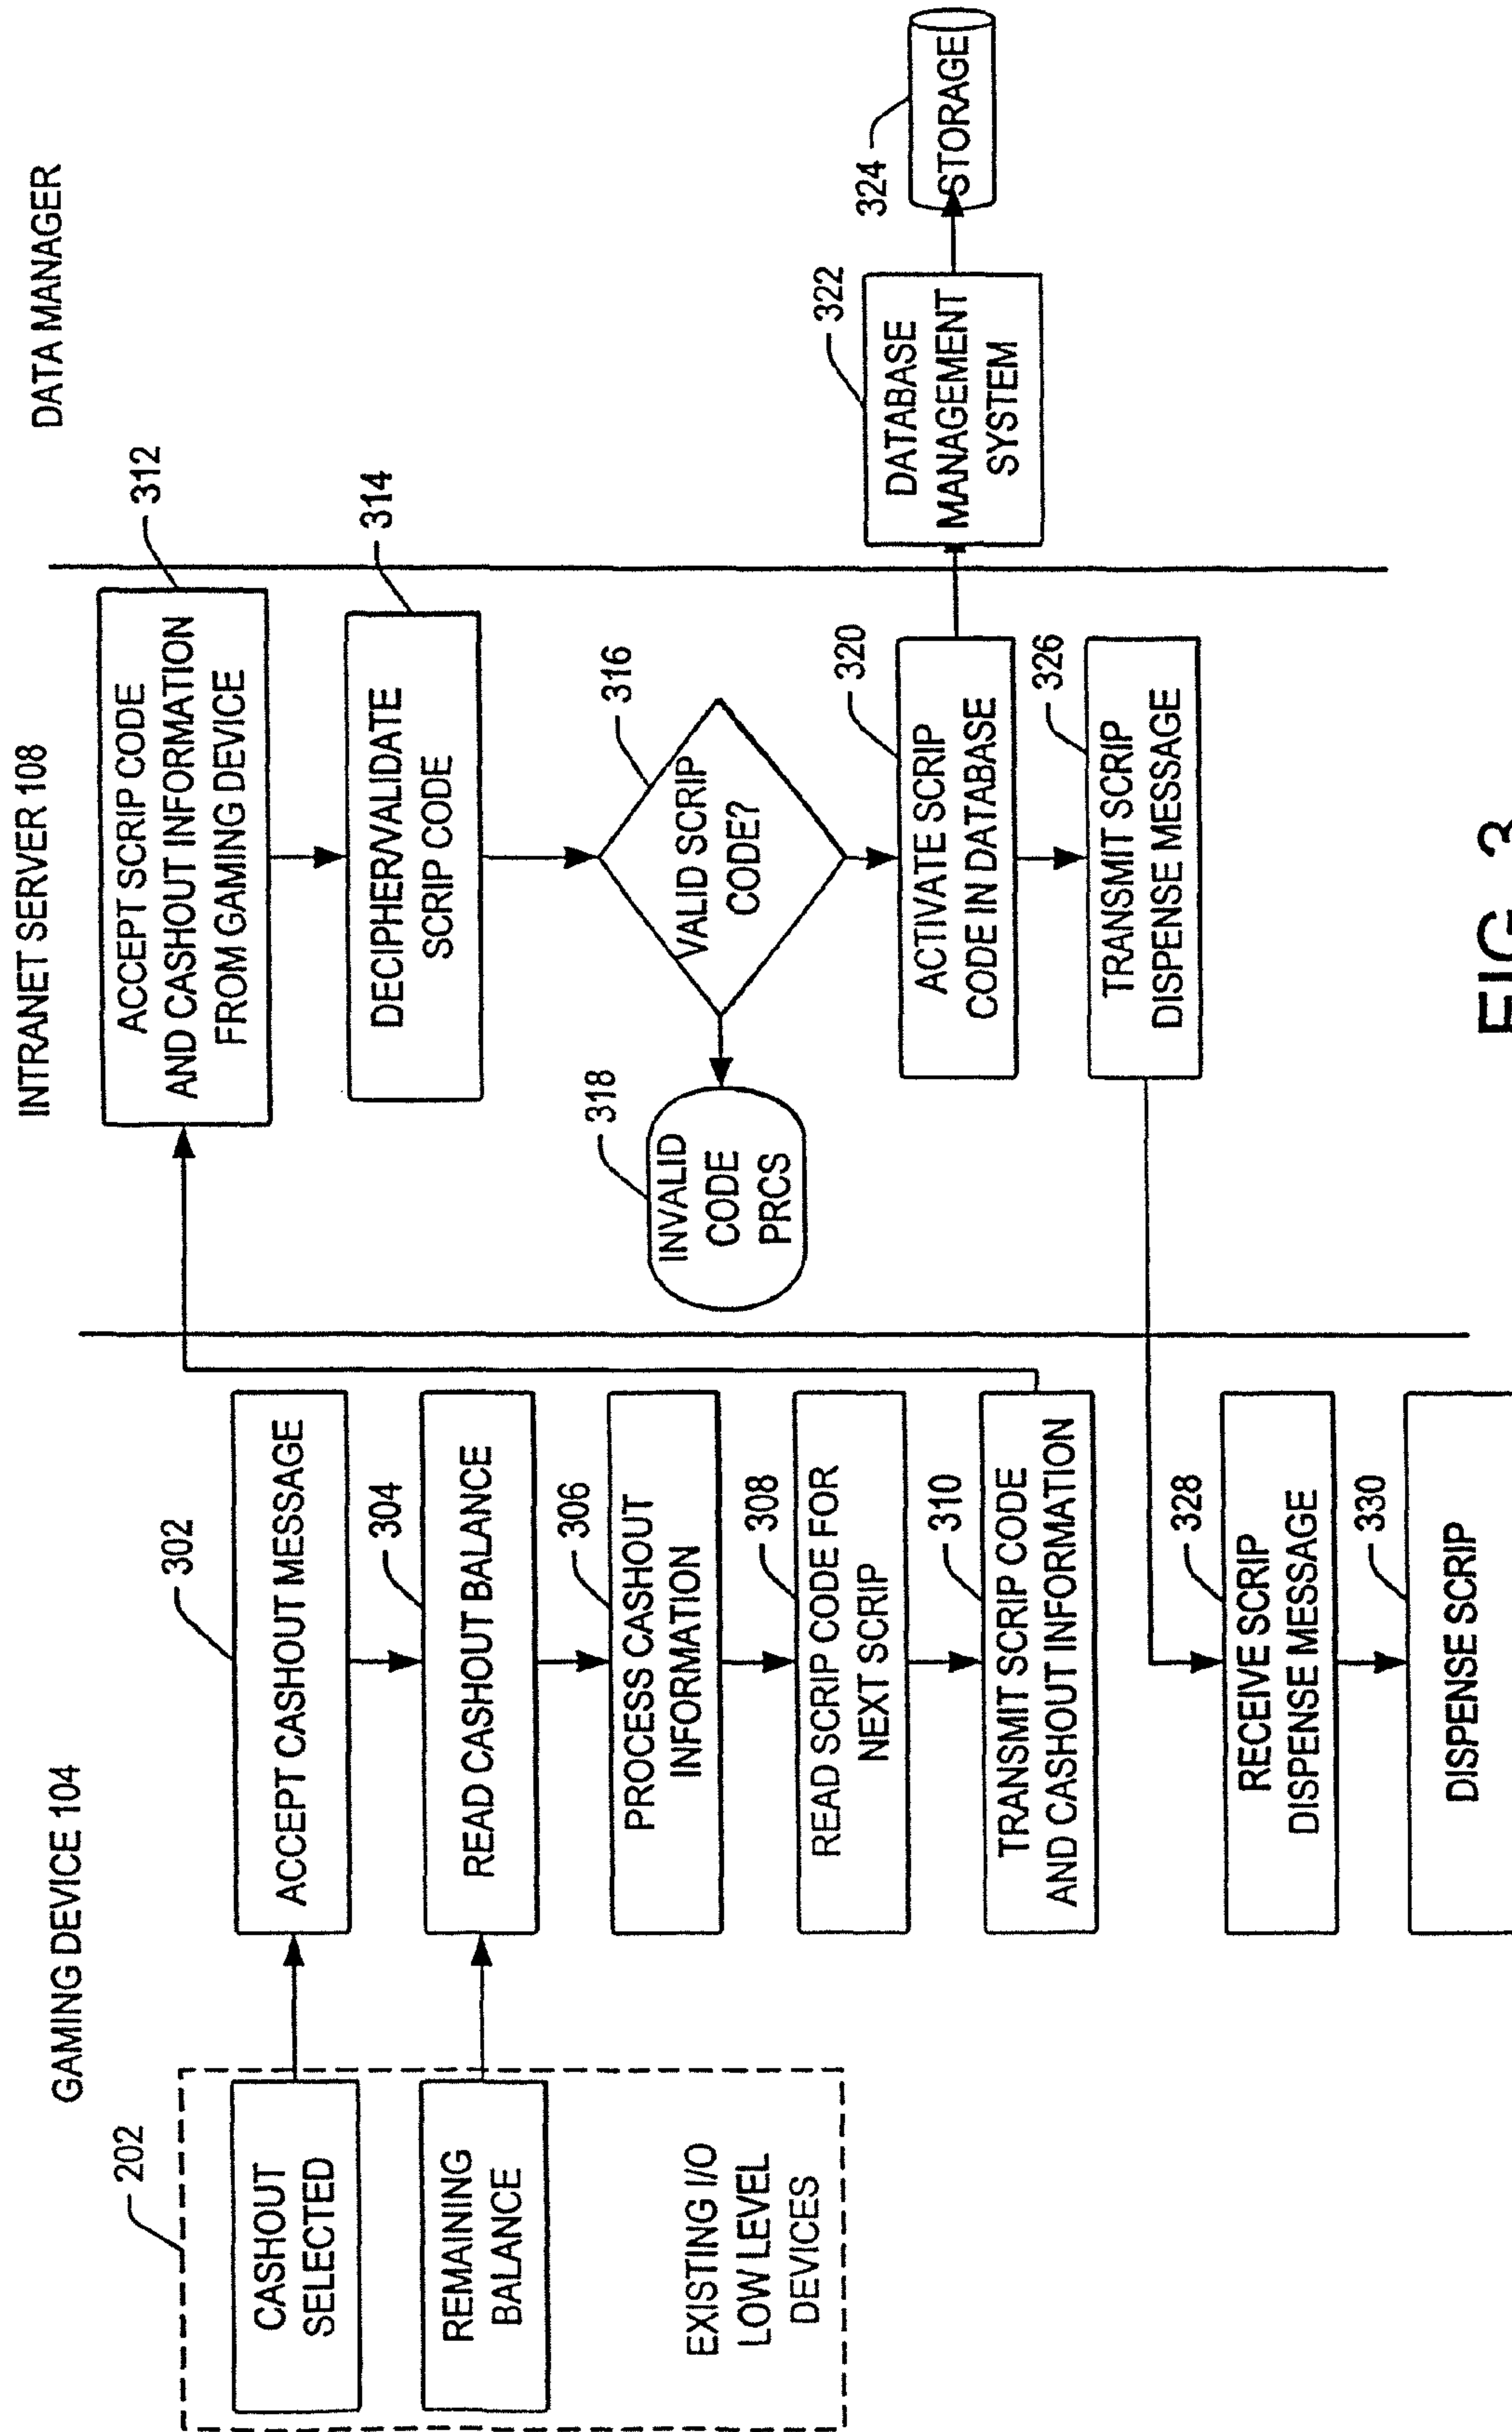 GAMING DEVICE 104
INTRANET SERVER 108
DATA MANAGER
202
CASHOUT
SELECTED
REMAINING
BALANCE
EXISTING I/O
LOW LEVEL
DEVICES
302
ACCEPT CASHOUT MESSAGE
304
READ CASHOUT BALANCE
306
PROCESS CASHOUT
INFORMATION
308
READ SCRIP CODE FOR
NEXT SCRIP
310
TRANSMIT SCRIP CODE
AND CASHOUT INFORMATION
328
RECEIVE SCRIP
DISPENSE MESSAGE
330
DISPENSE SCRIP
312
ACCEPT SCRIP CODE
AND CASHOUT INFORMATION
FROM GAMING DEVICE
314
DECIPHER/VALIDATE
SCRIP CODE
316
VALID SCRIP
CODE?
318
INVALID
CODE
PRCS
320
ACTIVATE SCRIP
CODE IN DATABASE
326
TRANSMIT SCRIP
DISPENSE MESSAGE
322
DATABASE
MANAGEMENT
SYSTEM
324
STORAGE
FIG. 3